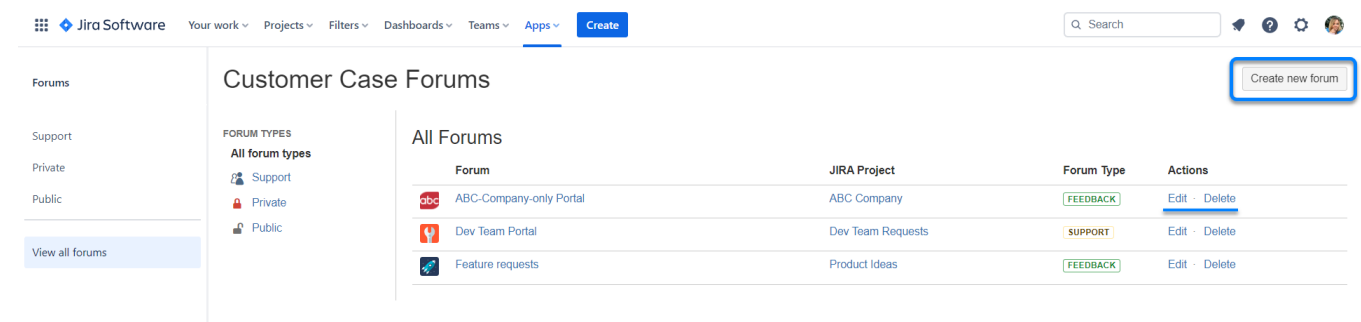 Jira Software Your work Projects Filters Dashboards Teams Apps Create Search
Forums
Support
Private
Public
View all forums
Customer Case Forums
Create new forum
FORUM TYPES
All forum types
Support
Private
Public
All Forums
Forum JIRA Project Forum Type Actions
abc ABC-Company-only Portal ABC Company FEEDBACK Edit · Delete
Dev Team Portal Dev Team Requests SUPPORT Edit · Delete
Feature requests Product Ideas FEEDBACK Edit · Delete